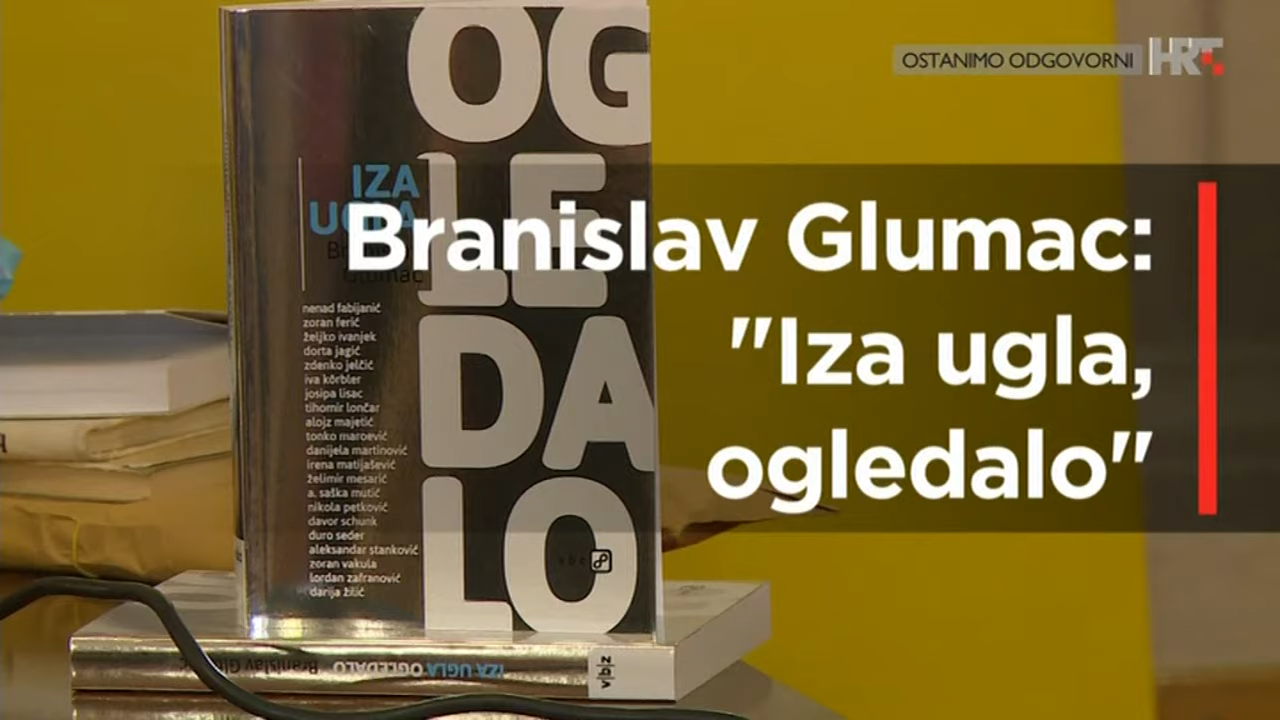 OSTANIMO ODGOVORNI HRT
OG
LE
DA
LO
IZA
UGLA
Glumac
nenad fabijanić
zoran ferić
željko ivanjek
dorta jagić
zdenko jelčić
iva körbler
josipa lisac
tihomir lončar
alojz majetić
tonko maroević
danijela martinović
irena matijašević
želimir mesarić
a. saška mutić
nikola petković
davor schunk
đuro seder
aleksandar stanković
zoran vakula
lordan zafranović
darija žilić
Branislav Glumac:
"Iza ugla,
ogledalo"
IZA UGLA OGLEDALO
vbz